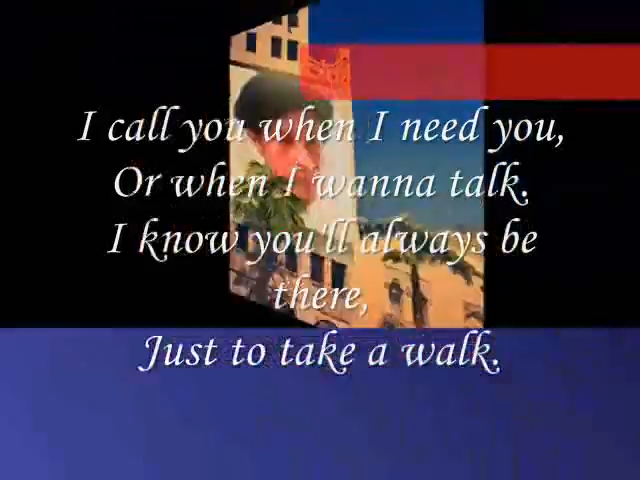 I call you when I need you,
Or when I wanna talk.
I know you'll always be
there,
Just to take a walk.